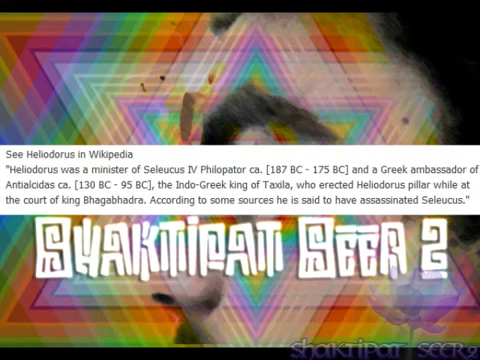 See Heliodorus in Wikipedia
"Heliodorus was a minister of Seleucus IV Philopator ca. [187 BC - 175 BC] and a Greek ambassador of
Antialcidas ca. [130 BC - 95 BC], the Indo-Greek king of Taxila, who erected Heliodorus pillar while at
the court of king Bhagabhadra. According to some sources he is said to have assassinated Seleucus."
SHAKTIPAT SEER 2
SHAKTIPAT SEER2